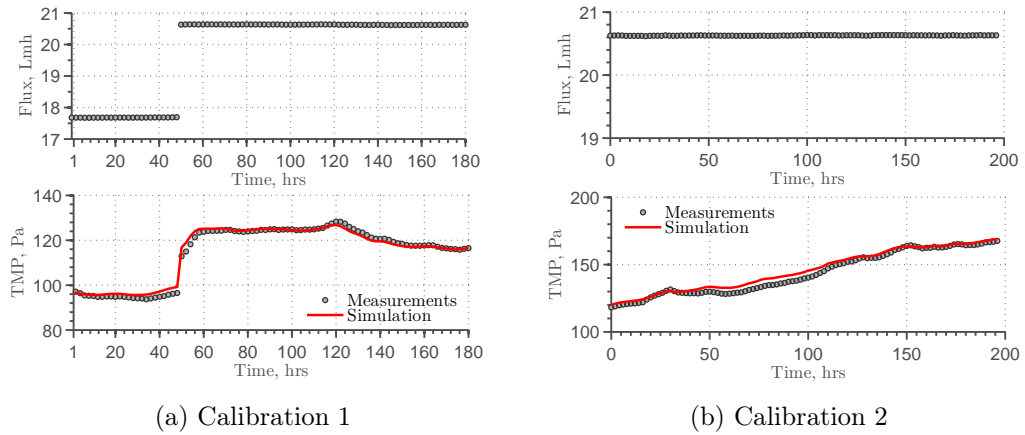 21
20
19
18
17
Flux, Lmh
1 20 40 60 80 100 120 140 160 180
Time, hrs
140
120
100
80
TMP, Pa
Measurements
Simulation
1 20 40 60 80 100 120 140 160 180
Time, hrs
(a) Calibration 1
21
20
19
Flux, Lmh
0 50 100 150 200
Time, hrs
200
150
100
TMP, Pa
Measurements
Simulation
0 50 100 150 200
Time, hrs
(b) Calibration 2